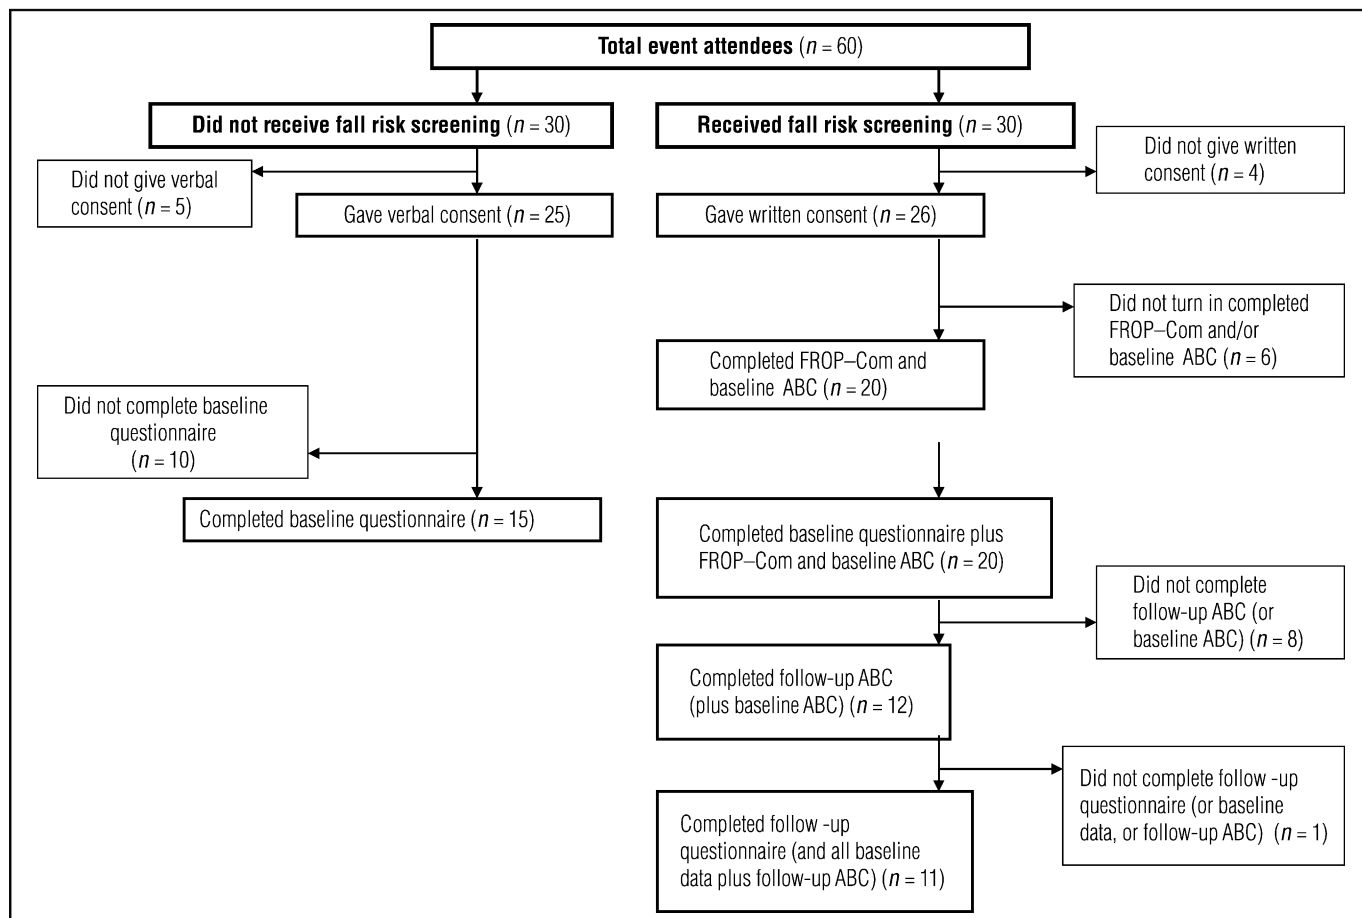 Total event attendees (n = 60)
Did not receive fall risk screening (n = 30)
Received fall risk screening (n = 30)
Did not give verbal
consent (n = 5)
Did not give written
consent (n = 4)
Gave verbal consent (n = 25)
Gave written consent (n = 26)
Did not turn in completed
FROP–Com and/or
baseline ABC (n = 6)
Completed FROP–Com and
baseline ABC (n = 20)
Did not complete baseline
questionnaire
(n = 10)
Completed baseline questionnaire (n = 15)
Completed baseline questionnaire plus
FROP–Com and baseline ABC (n = 20)
Did not complete
follow-up ABC (or
baseline ABC) (n = 8)
Completed follow-up ABC
(plus baseline ABC) (n = 12)
Did not complete follow -up
questionnaire (or baseline
data, or follow-up ABC) (n = 1)
Completed follow -up
questionnaire (and all baseline
data plus follow-up ABC) (n = 11)